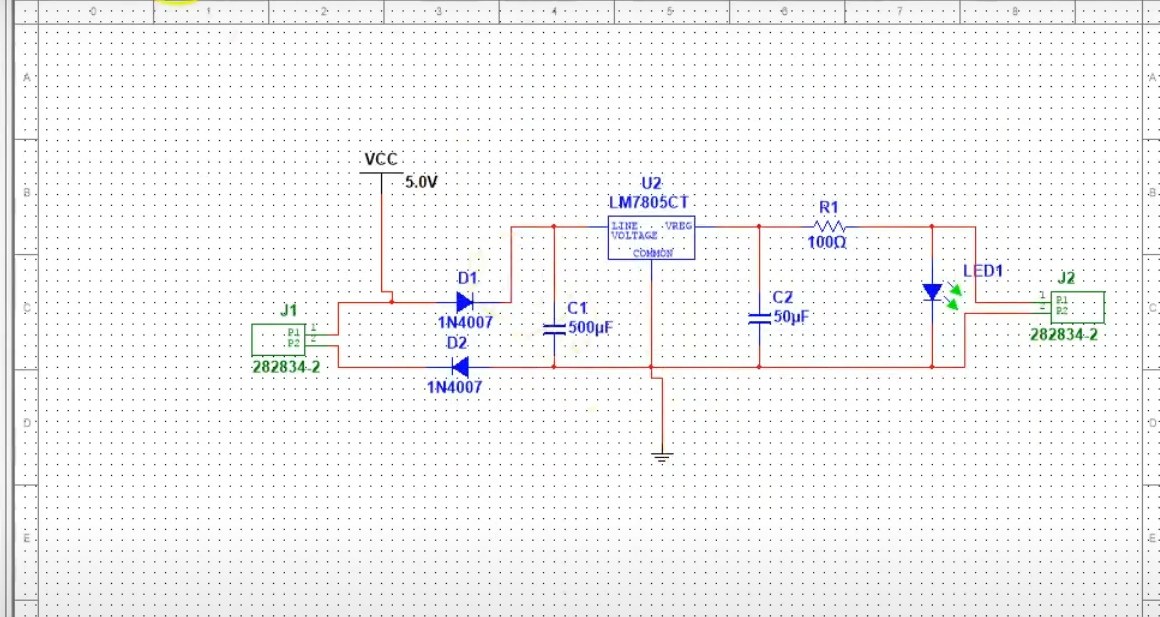 0 1 2 3 4 5 6 7 8
A A
VCC
5.0V
B B
U2
LM7805CT
LINE VREG
VOLTAGE
COMMON
R1
100Ω
D1
1N4007
LED1
J2
1
P1
P2
2
282834-2
C C
J1
P1 1
P2 2
282834-2
C1
500µF
C2
50µF
D2
1N4007
D D
E E